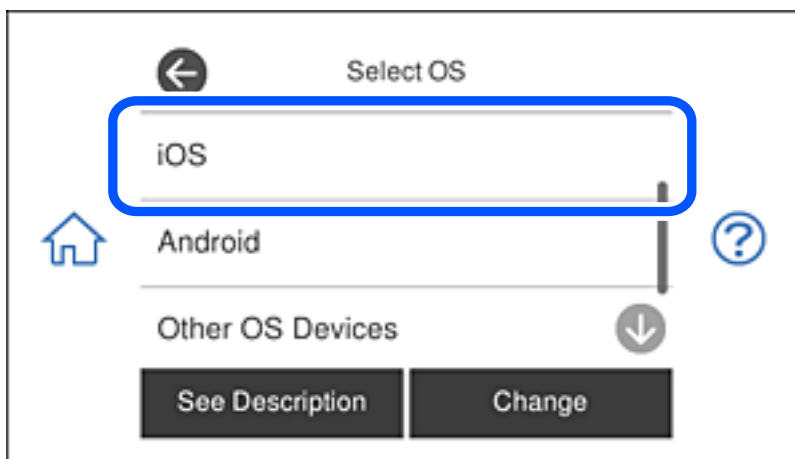 Select OS
iOS
Android
Other OS Devices
See Description
Change